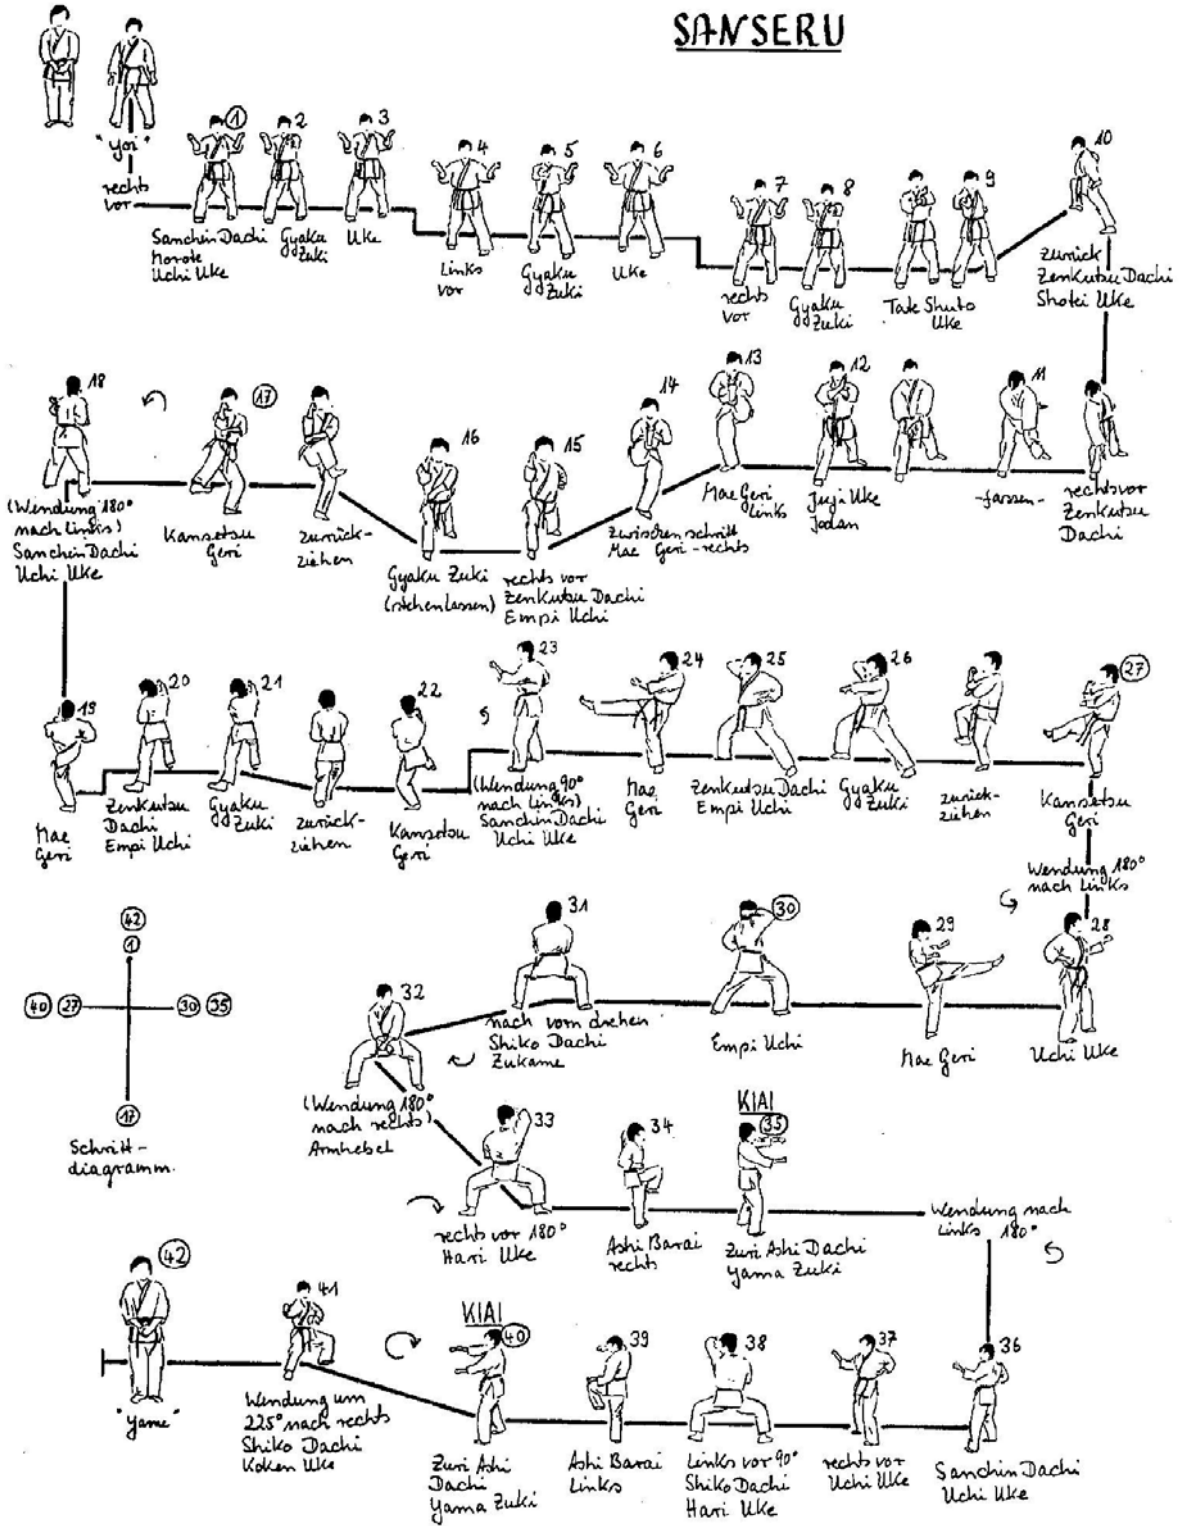 SANSERU
"Yoi"
rechts
vor
1
2
3
4
5
6
7
8
9
10
Sanchin Dachi
Morote
Uchi Uke
Gyaku
Zuki
Uke
Links
vor
Gyaku
Zuki
Uke
rechts
vor
Gyaku
Zuki
Tate Shuto
Uke
zurück
Zenkutsu Dachi
Shotei Uke
18
17
16
15
14
13
12
11
(Wendung 180°
nach links)
Sanchin Dachi
Uchi Uke
Kansetsu
Geri
zurück-
ziehen
Gyaku Zuki
(stehenlassen)
rechts vor
Zenkutsu Dachi
Empi Uchi
Zwischenschritt
Mae Geri - rechts
Mae Geri
Links
Juji Uke
Jodan
-fassen-
rechts vor
Zenkutsu
Dachi
19
20
21
22
23
24
25
26
27
Mae
Geri
Zenkutsu
Dachi
Empi Uchi
Gyaku
Zuki
zurück-
ziehen
Kansetsu
Geri
(Wendung 90°
nach Links)
Sanchin Dachi
Uchi Uke
Mae
Geri
Zenkutsu Dachi
Empi Uchi
Gyaku
Zuki
zurück-
ziehen
Kansetsu
Geri
Wendung 180°
nach Links
42
1
40 27 30 35
17
Schritt-
diagramm.
32
31
30
29
28
(Wendung 180°
nach rechts)
Armhebel
nach vorn drehen
Shiko Dachi
Zukame
Empi Uchi
Mae Geri
Uchi Uke
33
34
KIAI
35
rechts vor 180°
Hari Uke
Ashi Barai
rechts
Zuri Ashi Dachi
Yama Zuki
Wendung nach
Links 180°
42
41
KIAI
40
39
38
37
36
"Yame"
Wendung um
225° nach rechts
Shiko Dachi
Koken Uke
Zuri Ashi
Dachi
Yama Zuki
Ashi Barai
Links
Links vor 90°
Shiko Dachi
Hari Uke
rechts vor
Uchi Uke
Sanchin Dachi
Uchi Uke